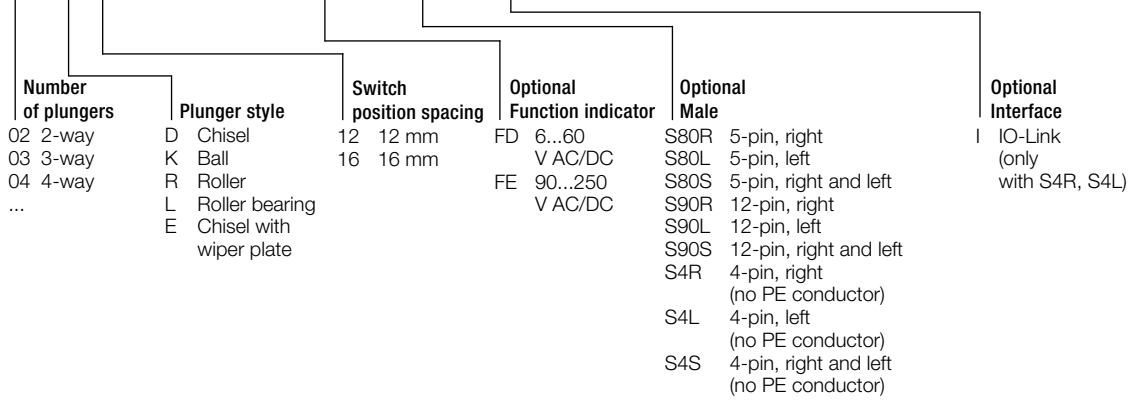 Number
of plungers
02 2-way
03 3-way
04 4-way
...
Plunger style
D Chisel
K Ball
R Roller
L Roller bearing
E Chisel with
wiper plate
Switch
position spacing
12 12 mm
16 16 mm
Optional
Function indicator
FD 6...60
V AC/DC
FE 90...250
V AC/DC
Optional
Male
S80R 5-pin, right
S80L 5-pin, left
S80S 5-pin, right and left
S90R 12-pin, right
S90L 12-pin, left
S90S 12-pin, right and left
S4R 4-pin, right
(no PE conductor)
S4L 4-pin, left
(no PE conductor)
S4S 4-pin, right and left
(no PE conductor)
Optional
Interface
I IO-Link
(only
with S4R, S4L)